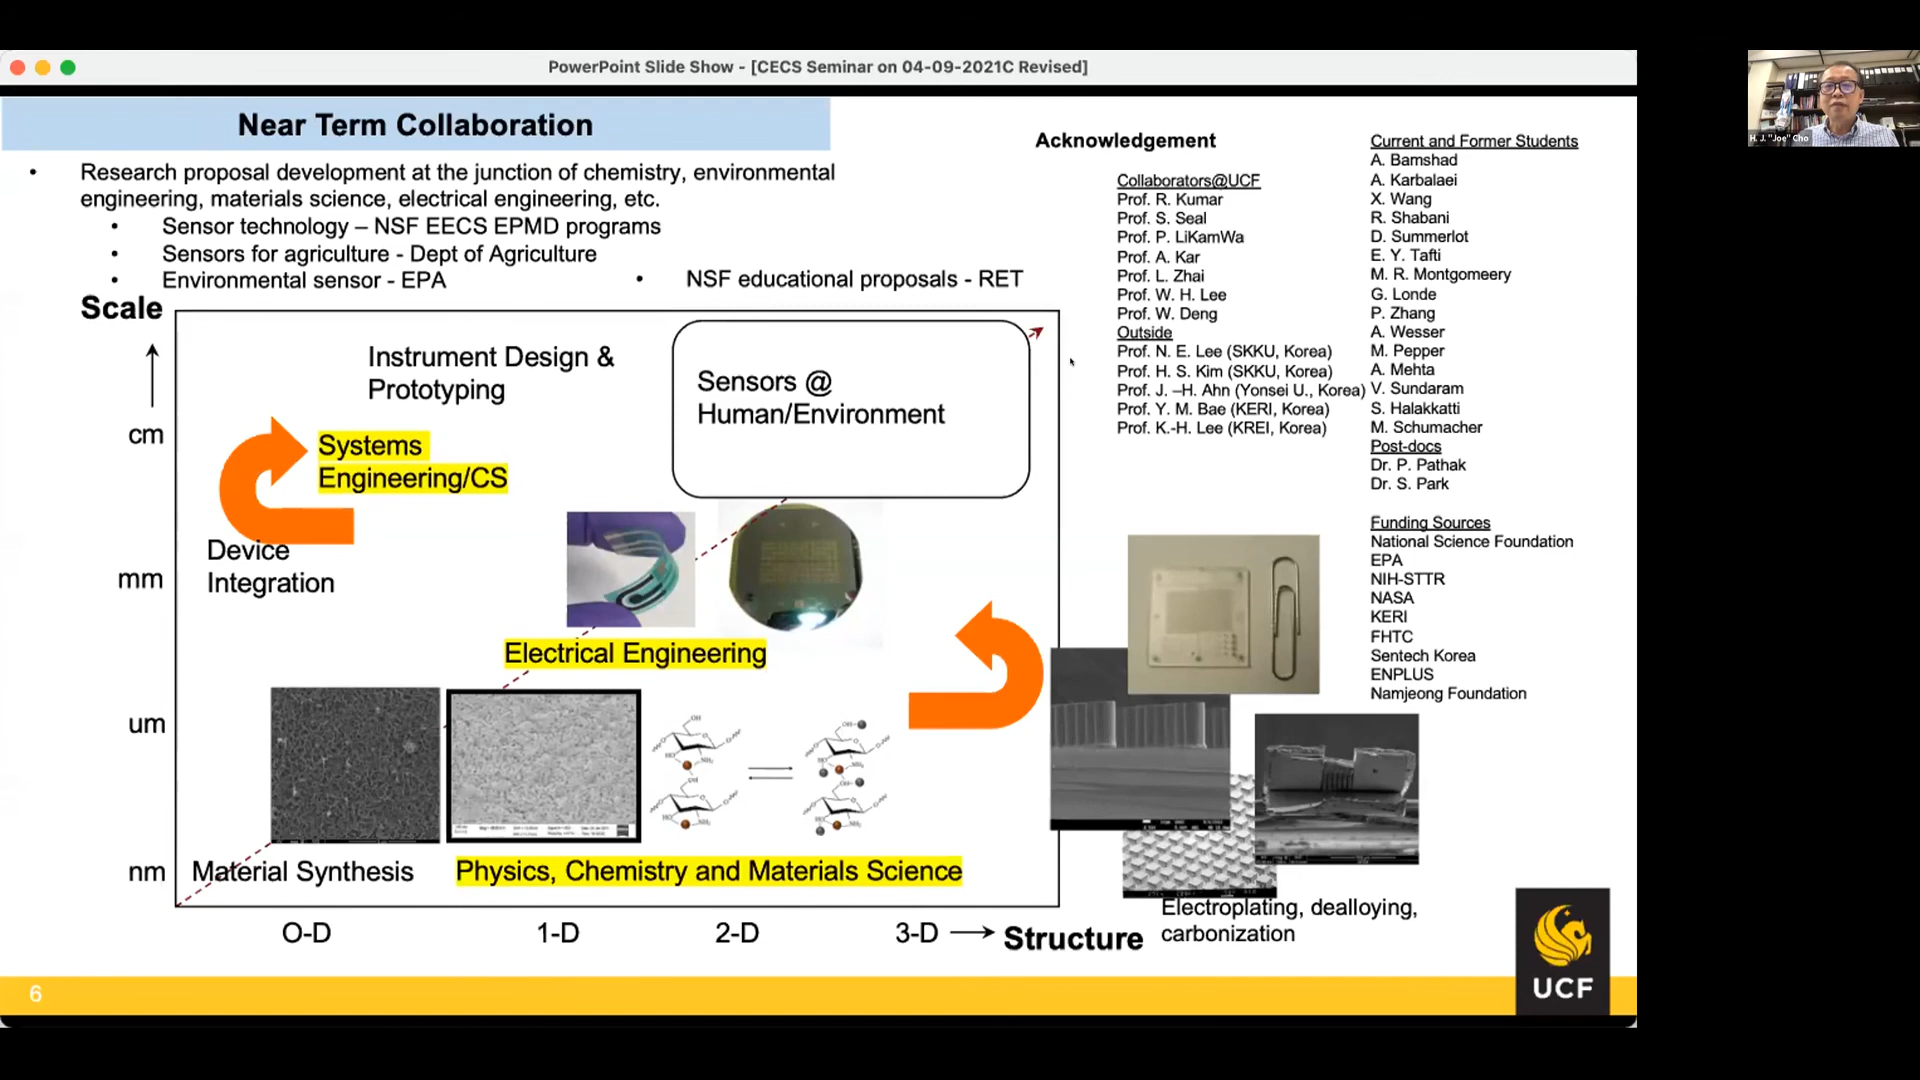 PowerPoint Slide Show - [CECS Seminar on 04-09-2021C Revised]
Near Term Collaboration
• Research proposal development at the junction of chemistry, environmental
engineering, materials science, electrical engineering, etc.
• Sensor technology – NSF EECS EPMD programs
• Sensors for agriculture - Dept of Agriculture
• Environmental sensor - EPA
• NSF educational proposals - RET
Scale
cm
mm
um
nm
Instrument Design &
Prototyping
Sensors @
Human/Environment
Systems
Engineering/CS
Device
Integration
Electrical Engineering
Material Synthesis
Physics, Chemistry and Materials Science
O-D
1-D
2-D
3-D
Structure
Acknowledgement
Collaborators@UCF
Prof. R. Kumar
Prof. S. Seal
Prof. P. LiKamWa
Prof. A. Kar
Prof. L. Zhai
Prof. W. H. Lee
Prof. W. Deng
Outside
Prof. N. E. Lee (SKKU, Korea)
Prof. H. S. Kim (SKKU, Korea)
Prof. J. –H. Ahn (Yonsei U., Korea)
Prof. Y. M. Bae (KERI, Korea)
Prof. K.-H. Lee (KREI, Korea)
Current and Former Students
A. Bamshad
A. Karbalaei
X. Wang
R. Shabani
D. Summerlot
E. Y. Tafti
M. R. Montgomeery
G. Londe
P. Zhang
A. Wesser
M. Pepper
A. Mehta
V. Sundaram
S. Halakkatti
M. Schumacher
Post-docs
Dr. P. Pathak
Dr. S. Park
Funding Sources
National Science Foundation
EPA
NIH-STTR
NASA
KERI
FHTC
Sentech Korea
ENPLUS
Namjeong Foundation
Electroplating, dealloying,
carbonization
UCF
6
H. J. "Joe" Cho